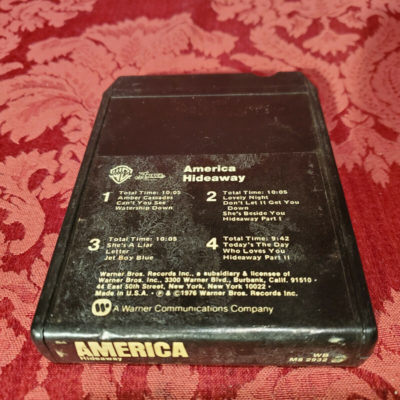 America
Hideaway
1 Total Time: 10:05
Amber Cascades
Can't You See
Watership Down
2 Total Time: 10:05
Lovely Night
Don't Let It Get You
Down
She's Beside You
Hideaway Part I
3 Total Time: 10:05
She's A Liar
Letter
Jet Boy Blue
4 Total Time: 9:42
Today's The Day
Who Loves You
Hideaway Part II
Warner Bros. Records Inc., a subsidiary & licensee of
Warner Bros. Inc., 3300 Warner Blvd., Burbank, Calif. 91510 •
44 East 50th Street, New York, New York 10022 •
Made in U.S.A. • ℗ & © 1976 Warner Bros. Records Inc.
A Warner Communications Company
AMERICA
Hideaway
WB
M8 2932